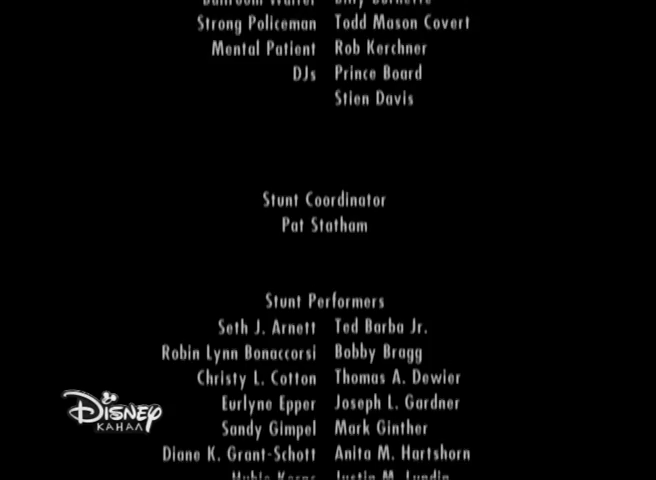 Strong Policeman Todd Mason Covert
Mental Patient Rob Kerchner
DJs Prince Board
Stien Davis
Stunt Coordinator
Pat Statham
Stunt Performers
Seth J. Arnett Ted Barba Jr.
Robin Lynn Bonaccorsi Bobby Bragg
Christy L. Cotton Thomas A. Dewier
Eurlyne Epper Joseph L. Gardner
Sandy Gimpel Mark Ginther
Diane K. Grant-Schott Anita M. Hartshorn
Justin M. Lundin
Disney
КАНАЛ